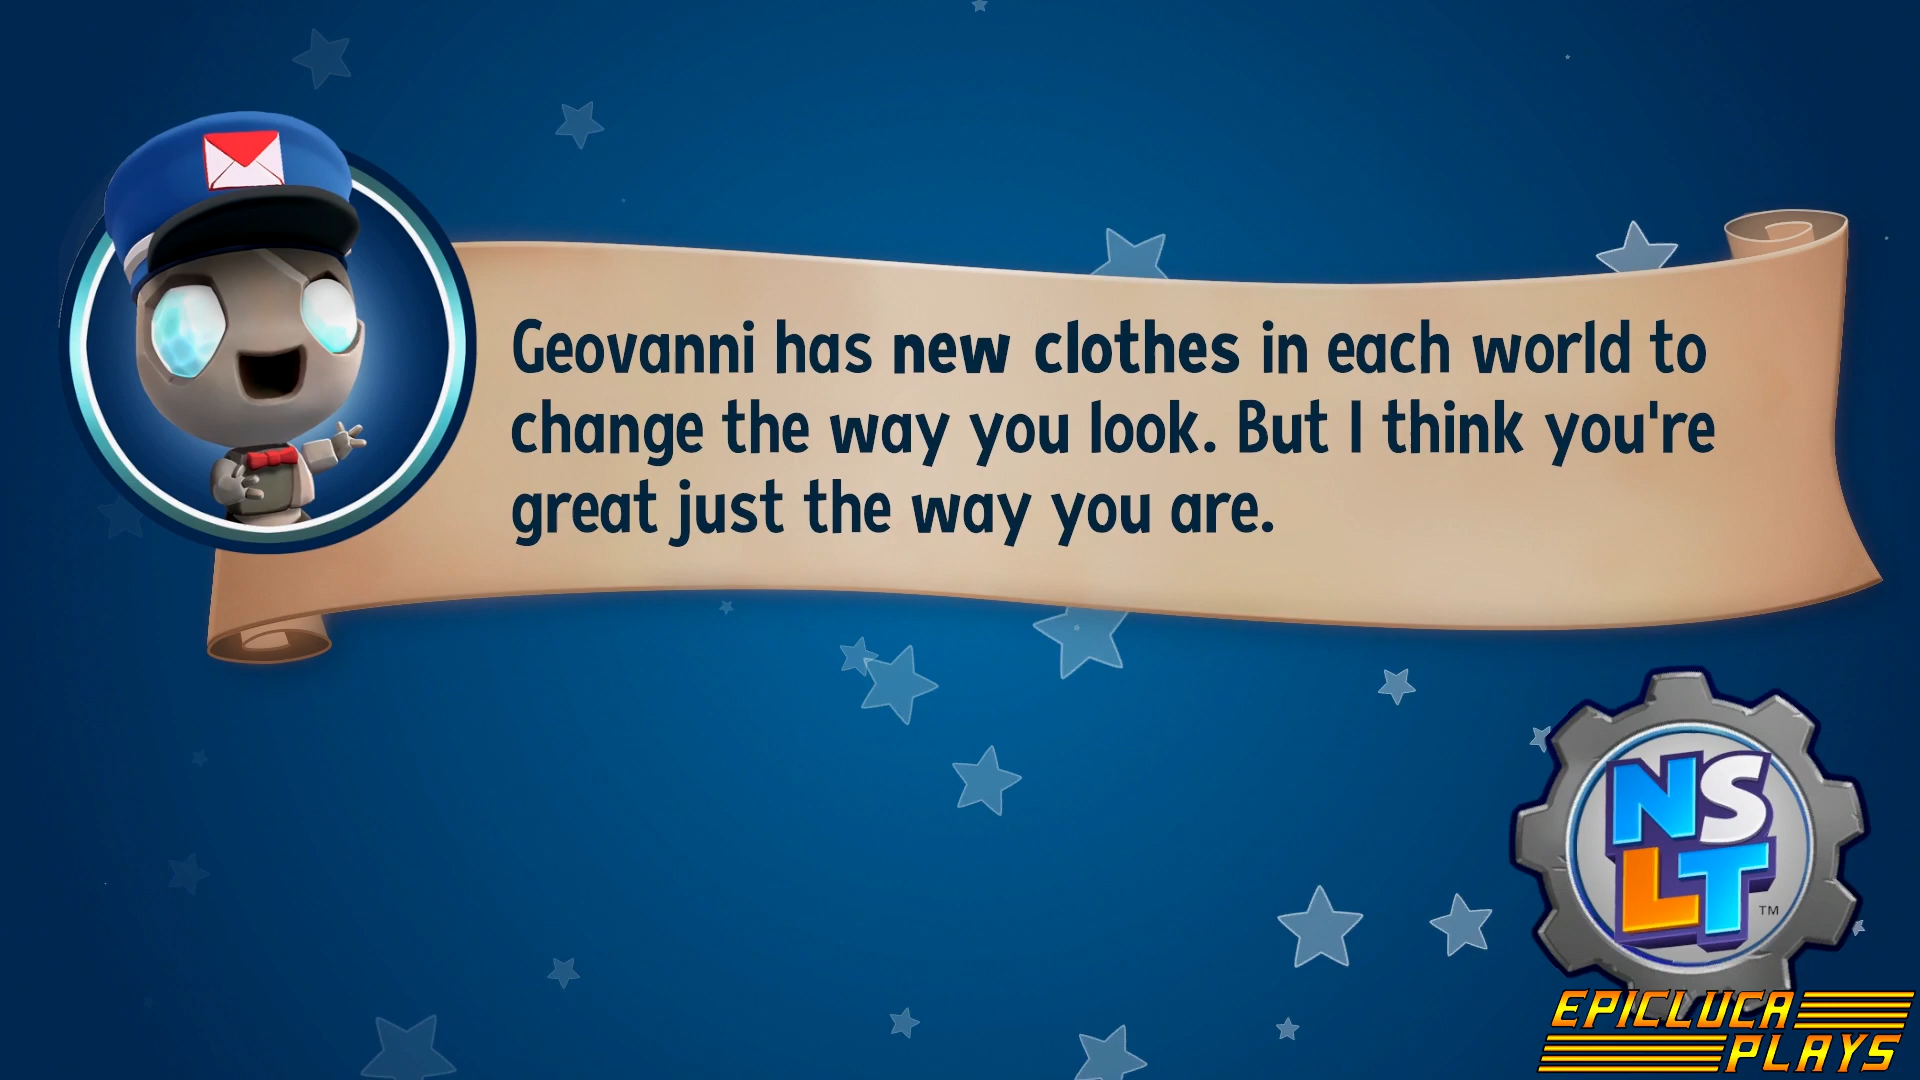 Geovanni has new clothes in each world to
change the way you look. But I think you're
great just the way you are.
NS
LT
TM
EPICLUCA
PLAYS